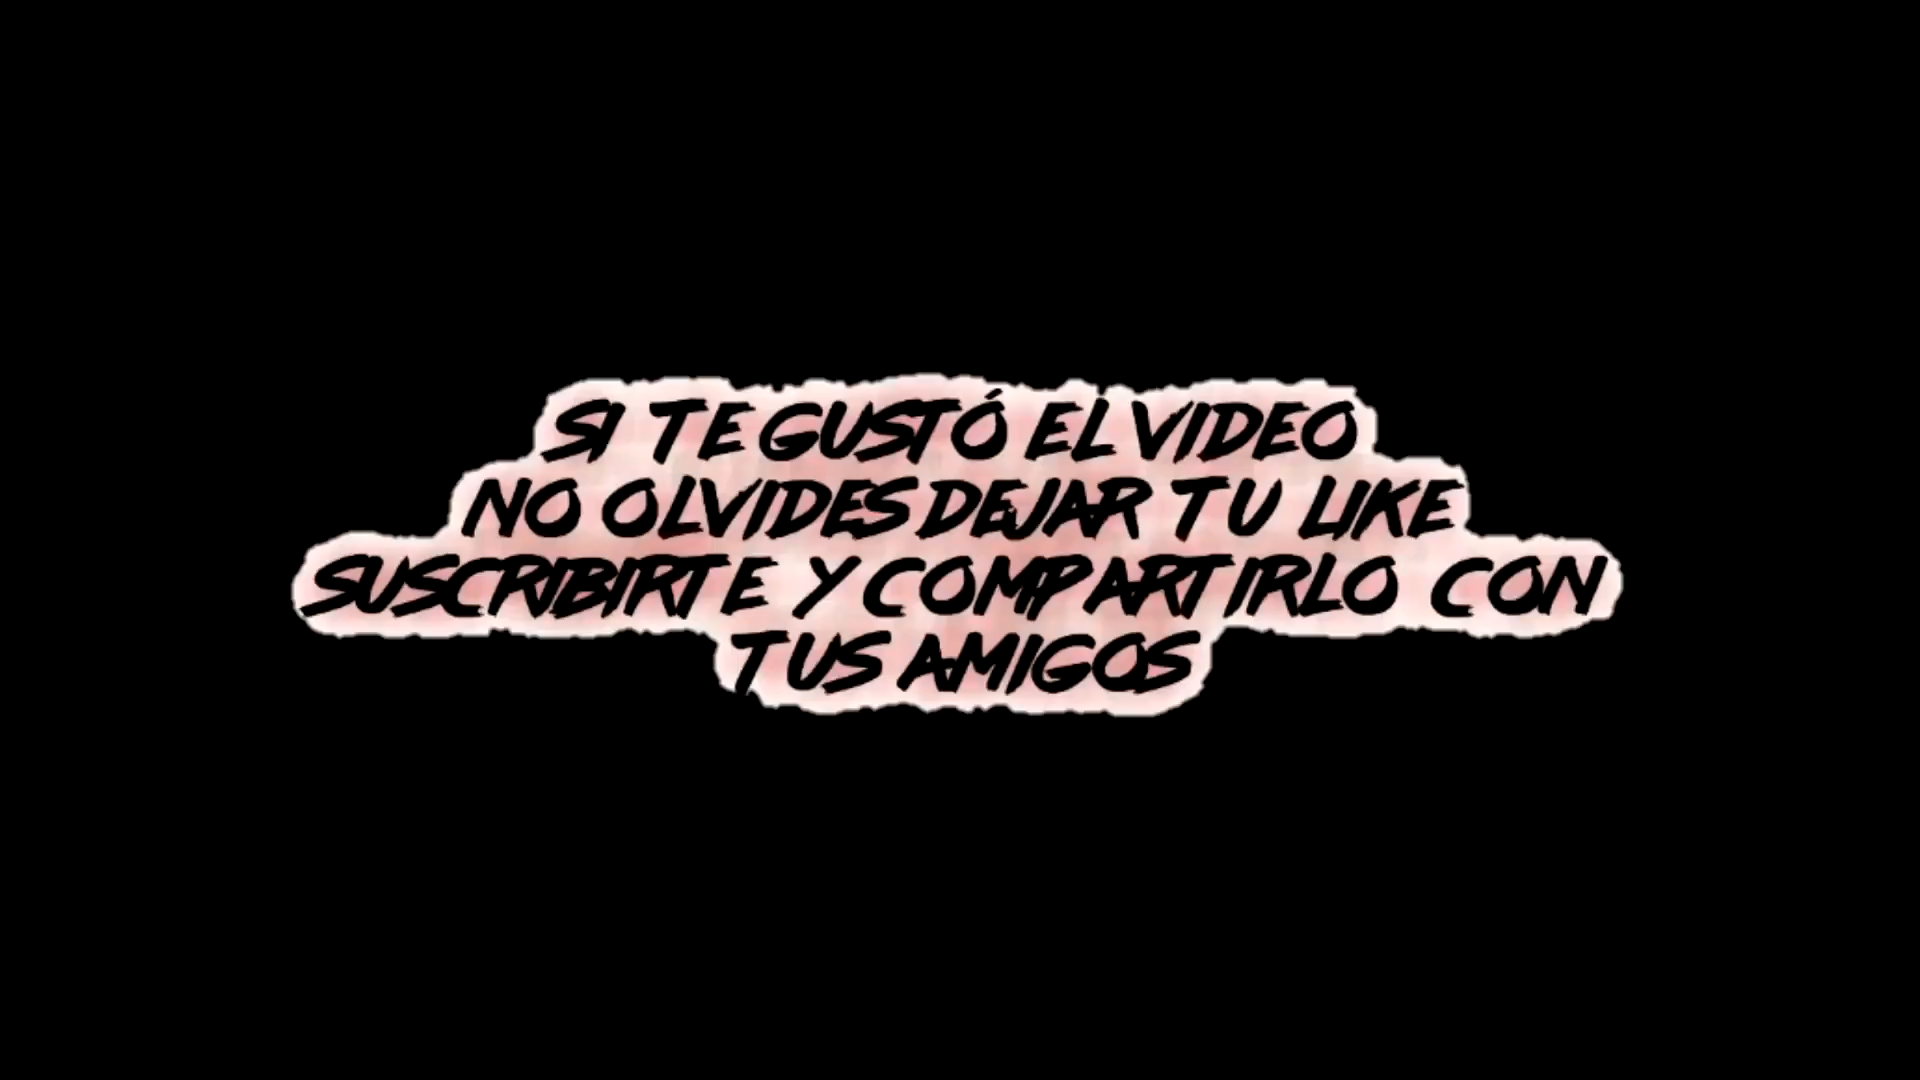 SI TE GUSTÓ EL VIDEO
NO OLVIDES DEJAR TU LIKE
SUSCRIBIRTE Y COMPARTIRLO CON
TUS AMIGOS